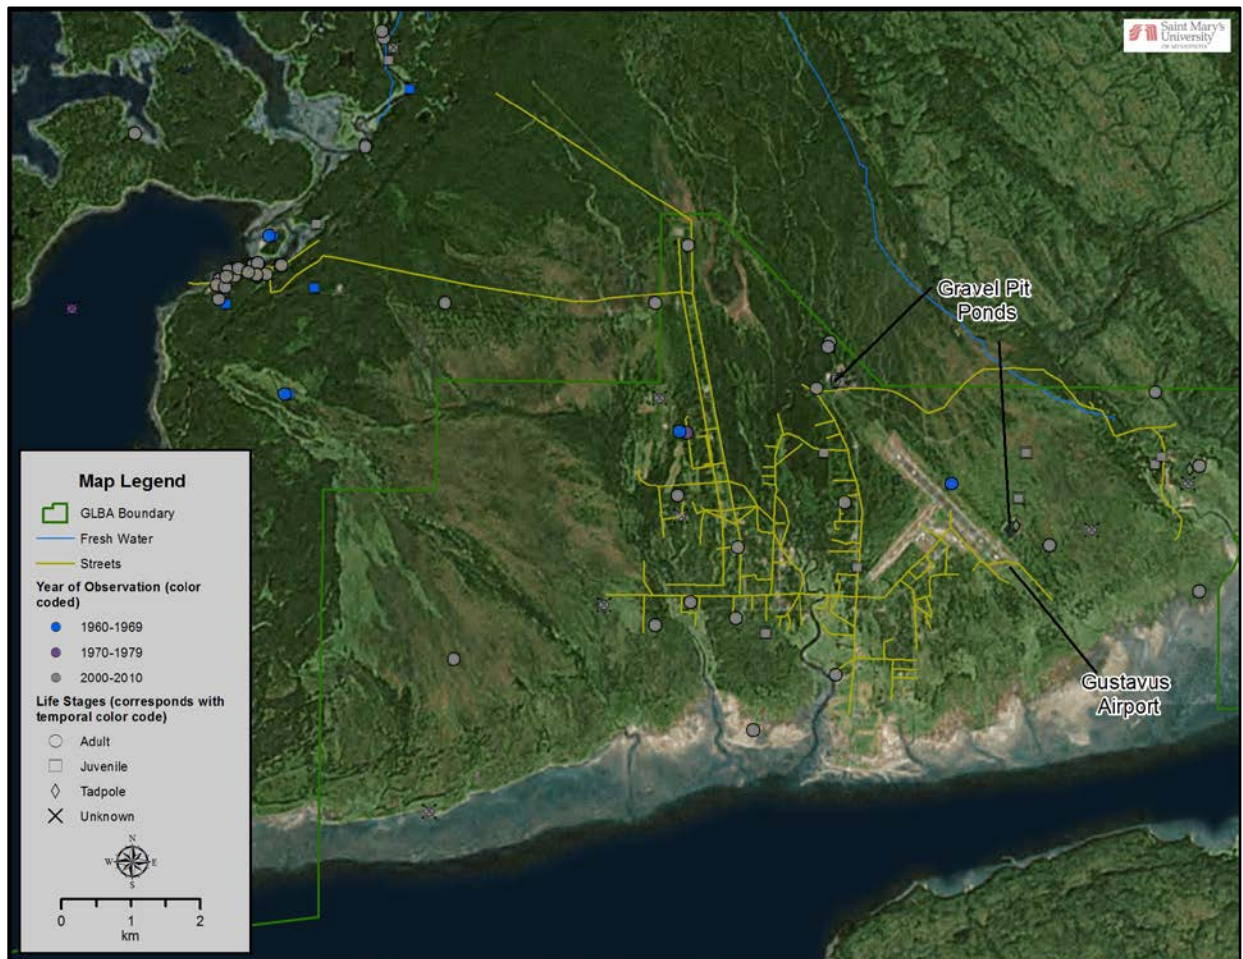 Saint Mary's
University
OF MINNESOTA
Gravel Pit
Ponds
Gustavus
Airport
Map Legend
GLBA Boundary
Fresh Water
Streets
Year of Observation (color
coded)
1960-1969
1970-1979
2000-2010
Life Stages (corresponds with
temporal color code)
Adult
Juvenile
Tadpole
Unknown
N
W E
S
0 1 2
km